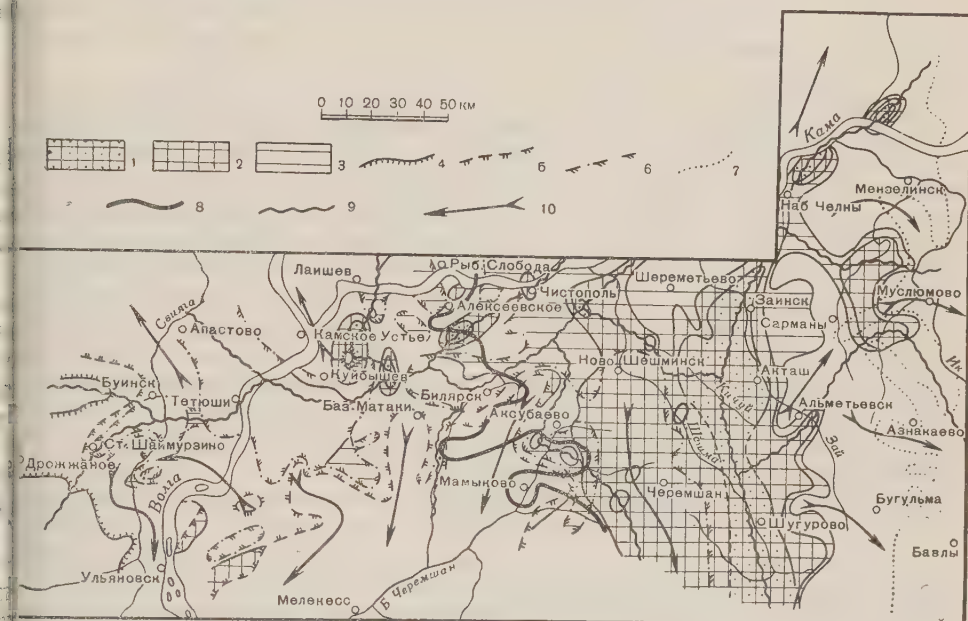 0 10 20 30 40 50 км
1 2 3 4 5 6 7
8 9 10
Кама
Мензелинск
Наб Челны
Лаишев
Рыб. Слобода
Шереметьево
Чистополь
Муслюмово
Свияга
Алексеевское
Заинск
Апастово
Сарманы
Камское Устье
Ик
Ново Шешминск
Куйбышев
Акташ
Буинск
Билярск
Тетюши
Кичуй
Баз. Матаки
Альметьевск
Аксубаево
Шешма
Азнакаево
Ст. Шаймурзино
Зай
Дрожжаное
Волга
Мамыково
Черемшан
Бугульма
Шугурово
Бавлы
Ульяновск
Б Черемшан
Мелекесс